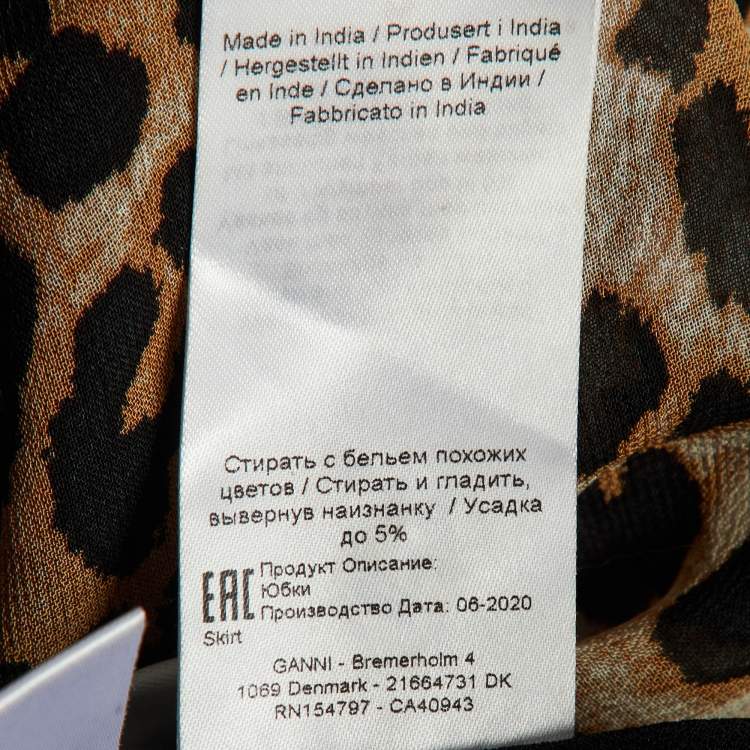 Made in India / Produsert i India
/ Hergestellt in Indien / Fabriqué
en Inde / Сделано в Индии /
Fabbricato in India
Стирать с бельем похожих
цветов / Стирать и гладить,
вывернув наизнанку / Усадка
до 5%
EAC
Продукт Описание:
Юбки
Производство Дата: 06-2020
Skirt
GANNI - Bremerholm 4
1069 Denmark - 21664731 DK
RN154797 - CA40943